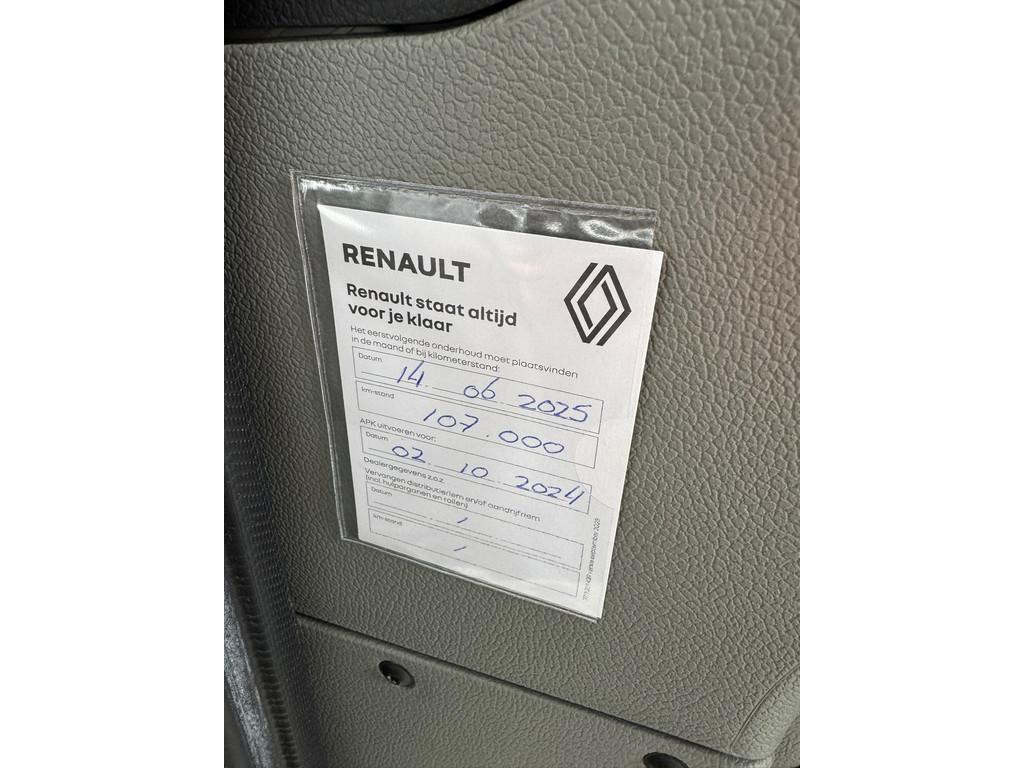 RENAULT
Renault staat altijd
voor je klaar
Het eerstvolgende onderhoud moet plaatsvinden
in de maand of bij kilometerstand:
Datum 14. 06 2025
km-stand 107.000
APK uitvoeren voor:
Datum 02. 10. 2024
Dealergegevens z.o.z.
Vervangen distributieriem en/of aandrijfriem
(incl. hulporganen en rollen)
Datum /
km-stand /